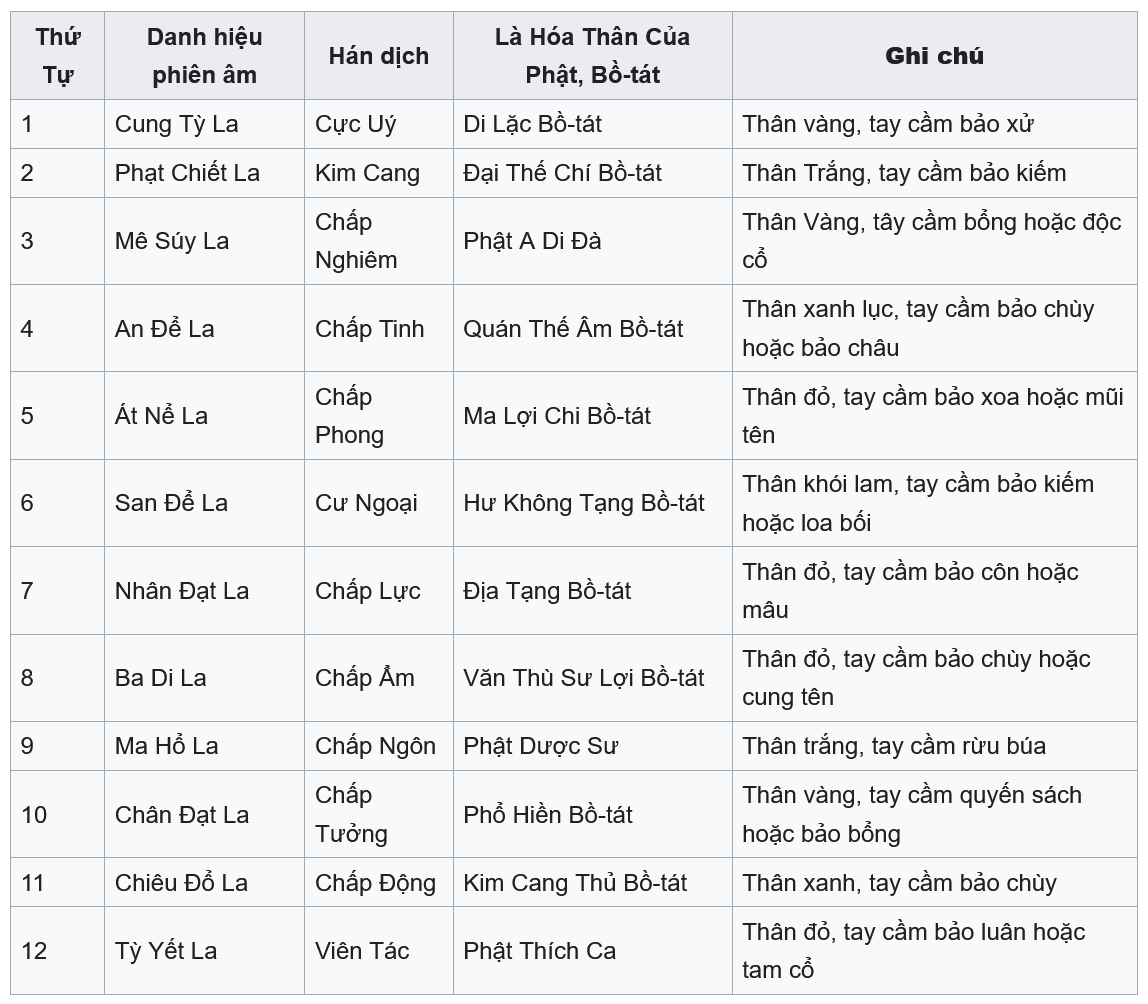 Thứ Tự | Danh hiệu phiên âm | Hán dịch | Là Hóa Thân Của Phật, Bồ-tát | Ghi chú
1 | Cung Tỳ La | Cực Uý | Di Lặc Bồ-tát | Thân vàng, tay cầm bảo xử
2 | Phạt Chiết La | Kim Cang | Đại Thế Chí Bồ-tát | Thân Trắng, tay cầm bảo kiếm
3 | Mê Súy La | Chấp Nghiêm | Phật A Di Đà | Thân Vàng, tây cầm bổng hoặc độc cổ
4 | An Để La | Chấp Tinh | Quán Thế Âm Bồ-tát | Thân xanh lục, tay cầm bảo chùy hoặc bảo châu
5 | Át Nể La | Chấp Phong | Ma Lợi Chi Bồ-tát | Thân đỏ, tay cầm bảo xoa hoặc mũi tên
6 | San Để La | Cư Ngoại | Hư Không Tạng Bồ-tát | Thân khói lam, tay cầm bảo kiếm hoặc loa bối
7 | Nhân Đạt La | Chấp Lực | Địa Tạng Bồ-tát | Thân đỏ, tay cầm bảo côn hoặc mâu
8 | Ba Di La | Chấp Ẩm | Văn Thù Sư Lợi Bồ-tát | Thân đỏ, tay cầm bảo chùy hoặc cung tên
9 | Ma Hổ La | Chấp Ngôn | Phật Dược Sư | Thân trắng, tay cầm rừu búa
10 | Chân Đạt La | Chấp Tưởng | Phổ Hiền Bồ-tát | Thân vàng, tay cầm quyến sách hoặc bảo bổng
11 | Chiêu Đổ La | Chấp Động | Kim Cang Thủ Bồ-tát | Thân xanh, tay cầm bảo chùy
12 | Tỳ Yết La | Viên Tác | Phật Thích Ca | Thân đỏ, tay cầm bảo luân hoặc tam cổ